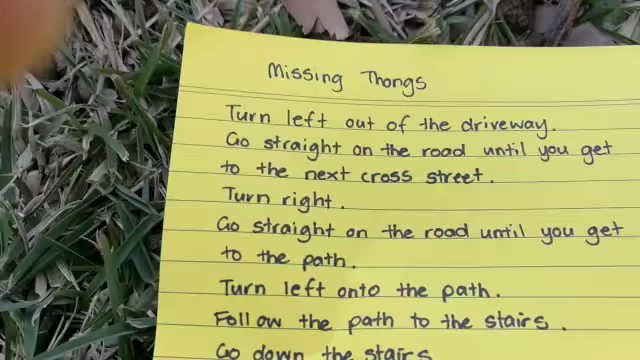 Missing Thongs
Turn left out of the driveway.
Go straight on the road until you get
to the next cross street.
Turn right.
Go straight on the road until you get
to the path.
Turn left onto the path.
Follow the path to the stairs.
Go down the stairs